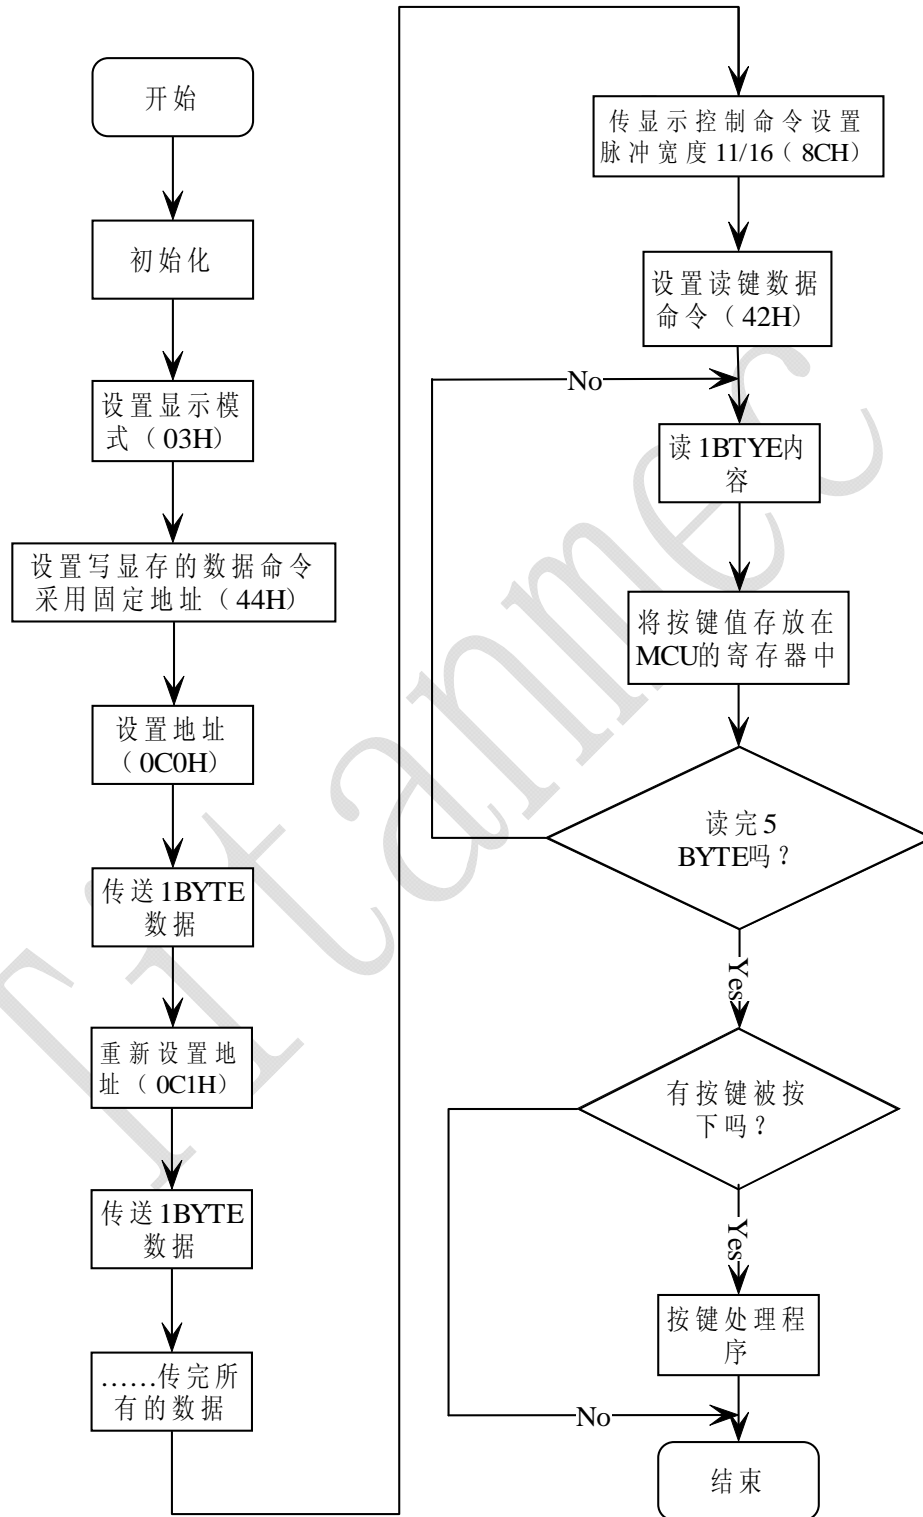 开始
初始化
设置显示模
式（03H）
设置写显存的数据命令
采用固定地址（44H）
设置地址
（0C0H）
传送1BYTE
数据
重新设置地
址（0C1H）
传送1BYTE
数据
……传完所
有的数据
传显示控制命令设置
脉冲宽度11/16（8CH）
设置读键数据
命令（42H）
No
读1BTYE内
容
将按键值存放在
MCU的寄存器中
读完5
BYTE吗？
Yes
有按键被按
下吗？
Yes
按键处理程
序
No
结束
Titanmec